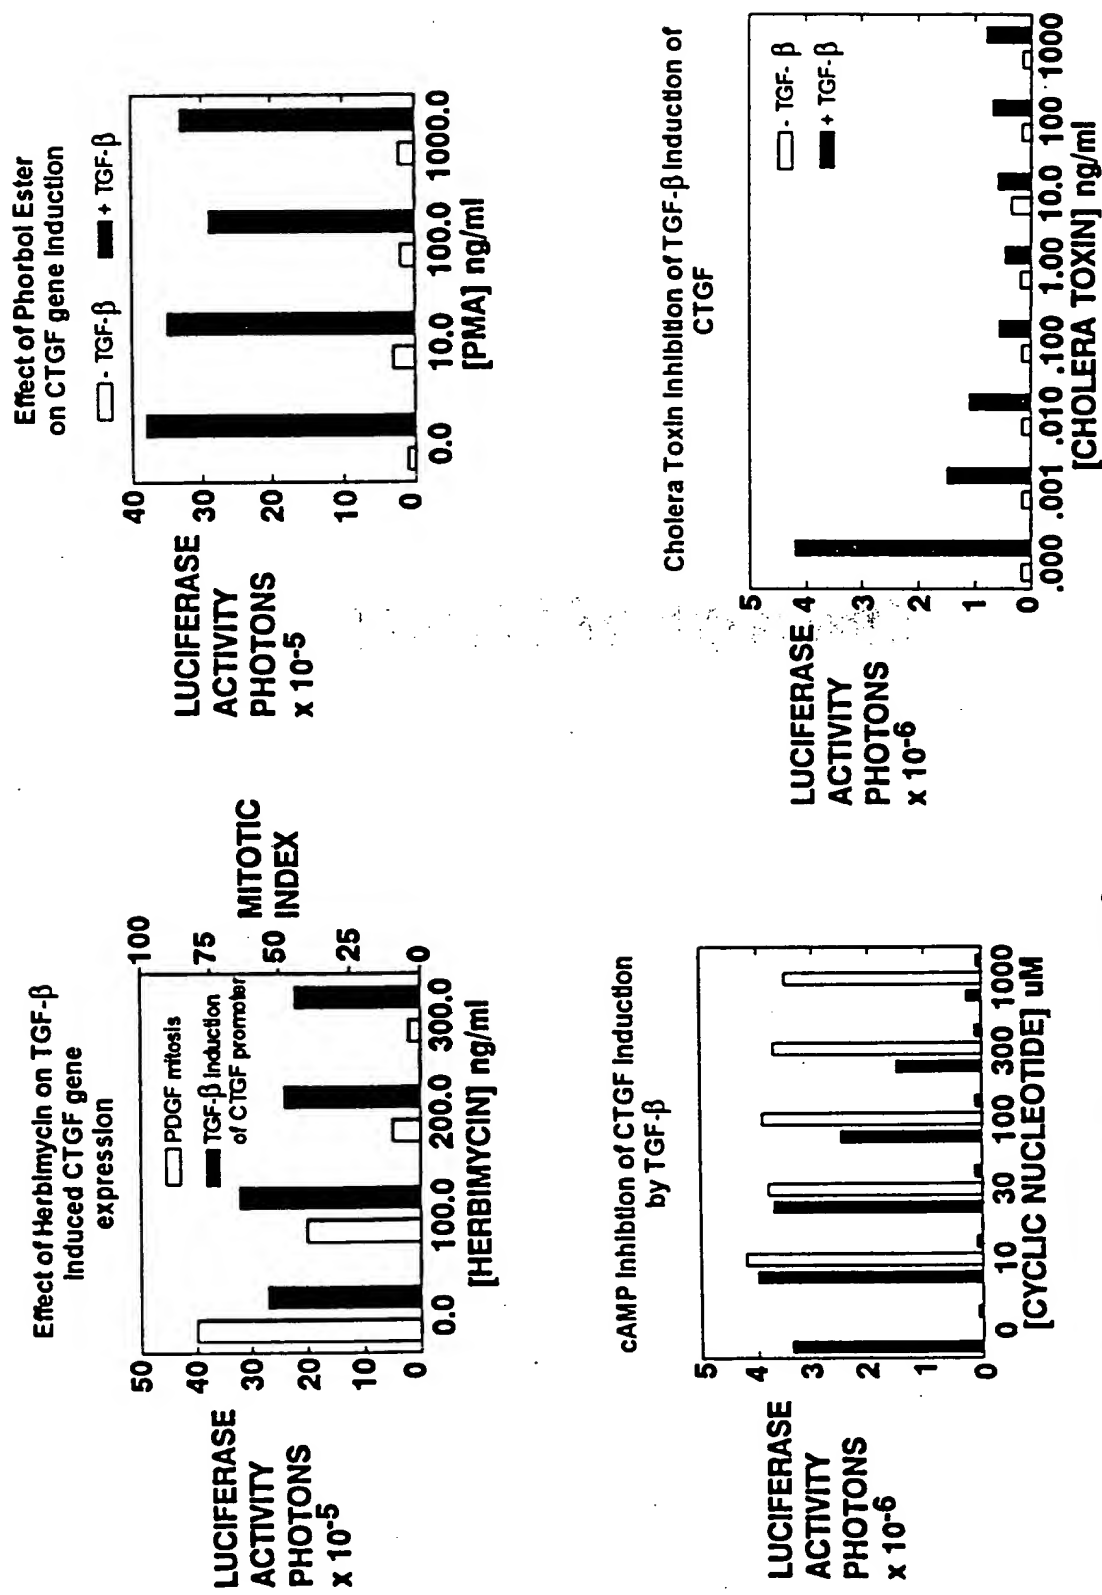 Effect of Herbimycin on TGF-β
Induced CTGF gene
expression
LUCIFERASE
ACTIVITY
PHOTONS
x 10-5
50
40
30
20
10
0
PDGF mitosis
TGF-β Induction
of CTGF promoter
100
75
50
25
0
MITOTIC
INDEX
0.0 100.0 200.0 300.0
[HERBIMYCIN] ng/ml
Effect of Phorbol Ester
on CTGF gene Induction
- TGF-β + TGF-β
LUCIFERASE
ACTIVITY
PHOTONS
x 10-5
40
30
20
10
0
0.0 10.0 100.0 1000.0
[PMA] ng/ml
cAMP Inhibtion of CTGF Induction
by TGF-β
LUCIFERASE
ACTIVITY
PHOTONS
x 10-6
5
4
3
2
1
0
0 10 30 100 300 1000
[CYCLIC NUCLEOTIDE] uM
Cholera Toxin Inhibition of TGF-β Induction of
CTGF
LUCIFERASE
ACTIVITY
PHOTONS
x 10-6
5
4
3
2
1
0
- TGF- β
+ TGF-β
.000 .001 .010 .100 1.00 10.0 100 1000
[CHOLERA TOXIN] ng/ml